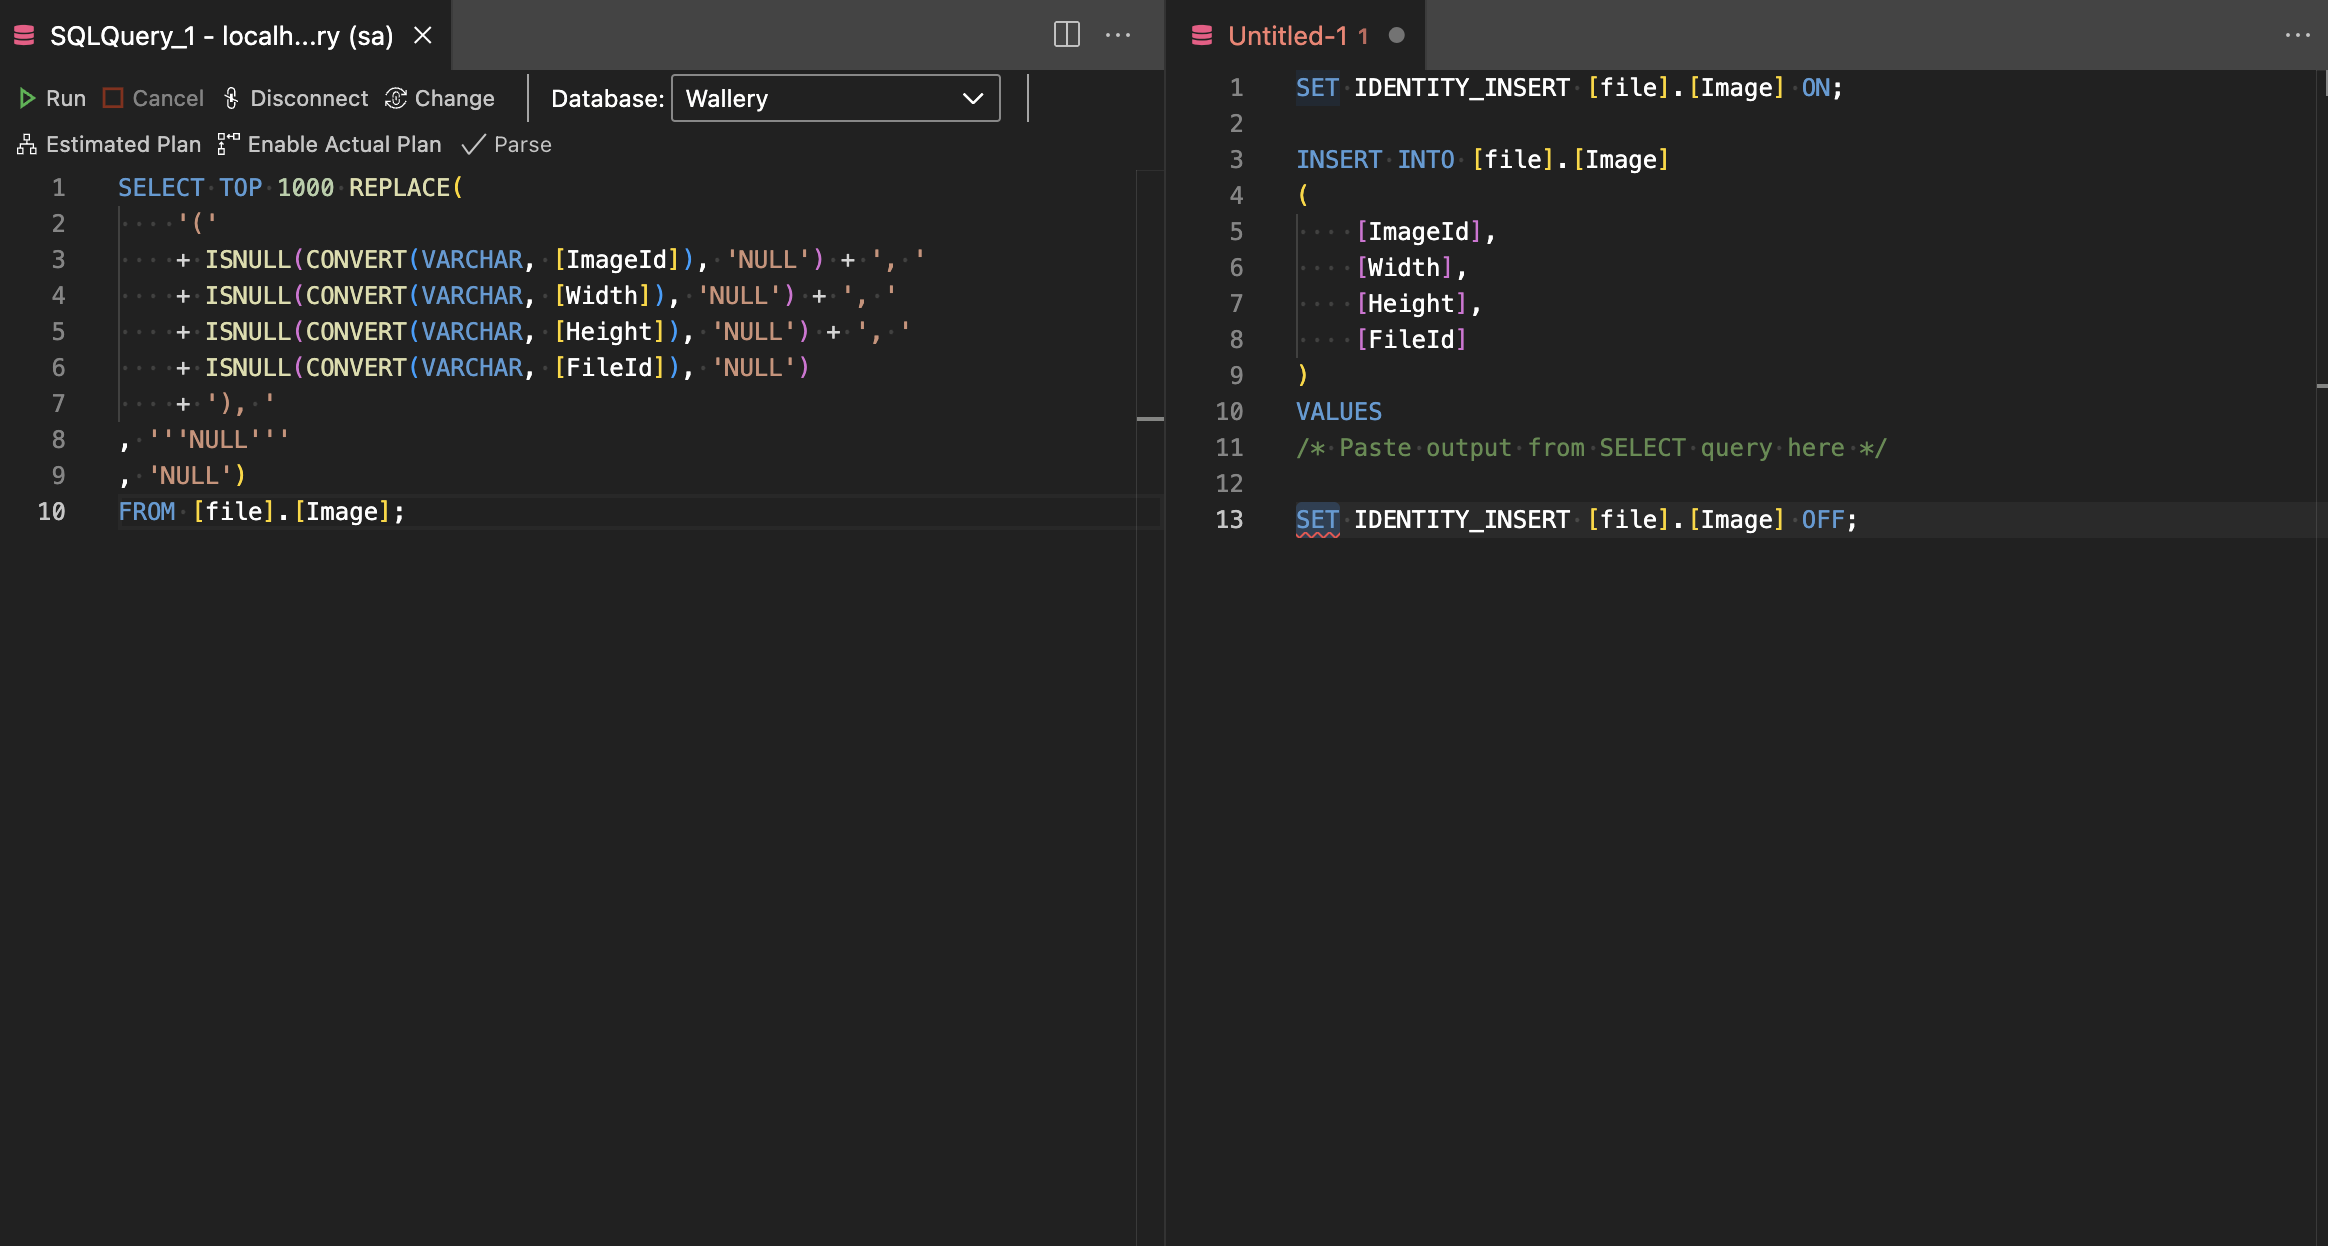 SQLQuery_1 - localh...ry (sa)
Run Cancel Disconnect Change Database: Wallery
Estimated Plan Enable Actual Plan Parse
1 SELECT TOP 1000 REPLACE(
2 '('
3 + ISNULL(CONVERT(VARCHAR, [ImageId]), 'NULL') + ', '
4 + ISNULL(CONVERT(VARCHAR, [Width]), 'NULL') + ', '
5 + ISNULL(CONVERT(VARCHAR, [Height]), 'NULL') + ', '
6 + ISNULL(CONVERT(VARCHAR, [FileId]), 'NULL')
7 + '), '
8 , '''NULL'''
9 , 'NULL')
10 FROM [file].[Image];
Untitled-1 1
1 SET IDENTITY_INSERT [file].[Image] ON;
2
3 INSERT INTO [file].[Image]
4 (
5 [ImageId],
6 [Width],
7 [Height],
8 [FileId]
9 )
10 VALUES
11 /* Paste output from SELECT query here */
12
13 SET IDENTITY_INSERT [file].[Image] OFF;